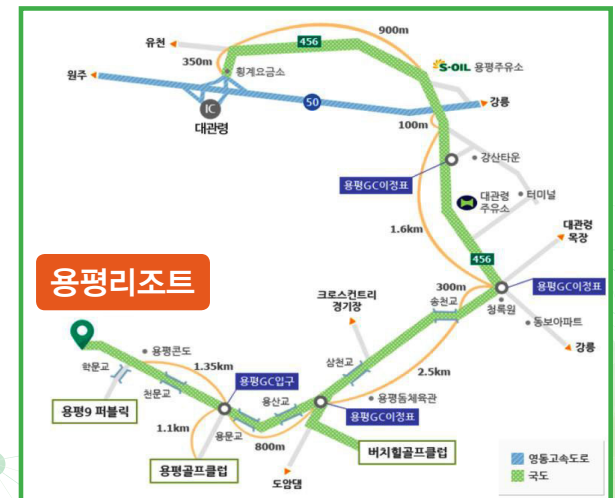 900m
유천
456
350m
횡계요금소
S-OIL 용평주유소
원주
IC
50
강릉
대관령
100m
강산타운
용평GC이정표
대관령
주유소
터미널
1.6km
대관령
목장
456
용평리조트
300m
용평GC이정표
크로스컨트리
경기장
송천교
청록원
동보아파트
강릉
용평콘도
1.35km
삼천교
2.5km
학문교
천문교
용평GC입구
용산교
용평돔체육관
용평9 퍼블릭
1.1km
용문교
800m
용평GC이정표
용평골프클럽
버치힐골프클럽
도암댐
영동고속도로
국도